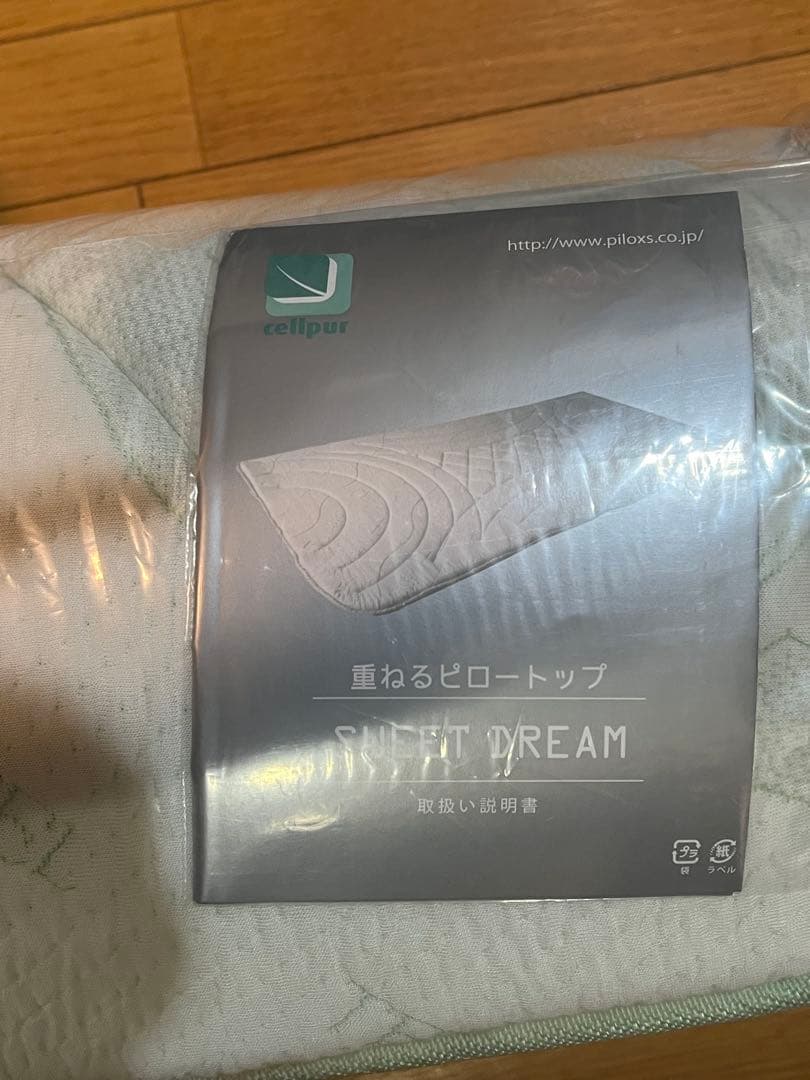 http://www.piloxs.co.jp/
cellpur
重ねるピロートップ
SWEET DREAM
取扱い説明書
プラ
袋
紙
ラベル